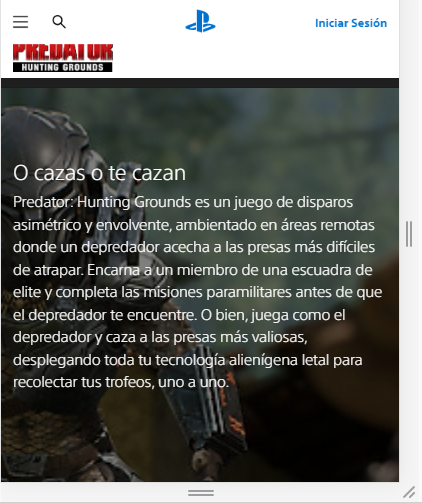 Iniciar Sesión
PREDATOR
HUNTING GROUNDS
O cazas o te cazan
Predator: Hunting Grounds es un juego de disparos
asimétrico y envolvente, ambientado en áreas remotas
donde un depredador acecha a las presas más difíciles
de atrapar. Encarna a un miembro de una escuadra de
elite y completa las misiones paramilitares antes de que
el depredador te encuentre. O bien, juega como el
depredador y caza a las presas más valiosas,
desplegando toda tu tecnología alienígena letal para
recolectar tus trofeos, uno a uno.